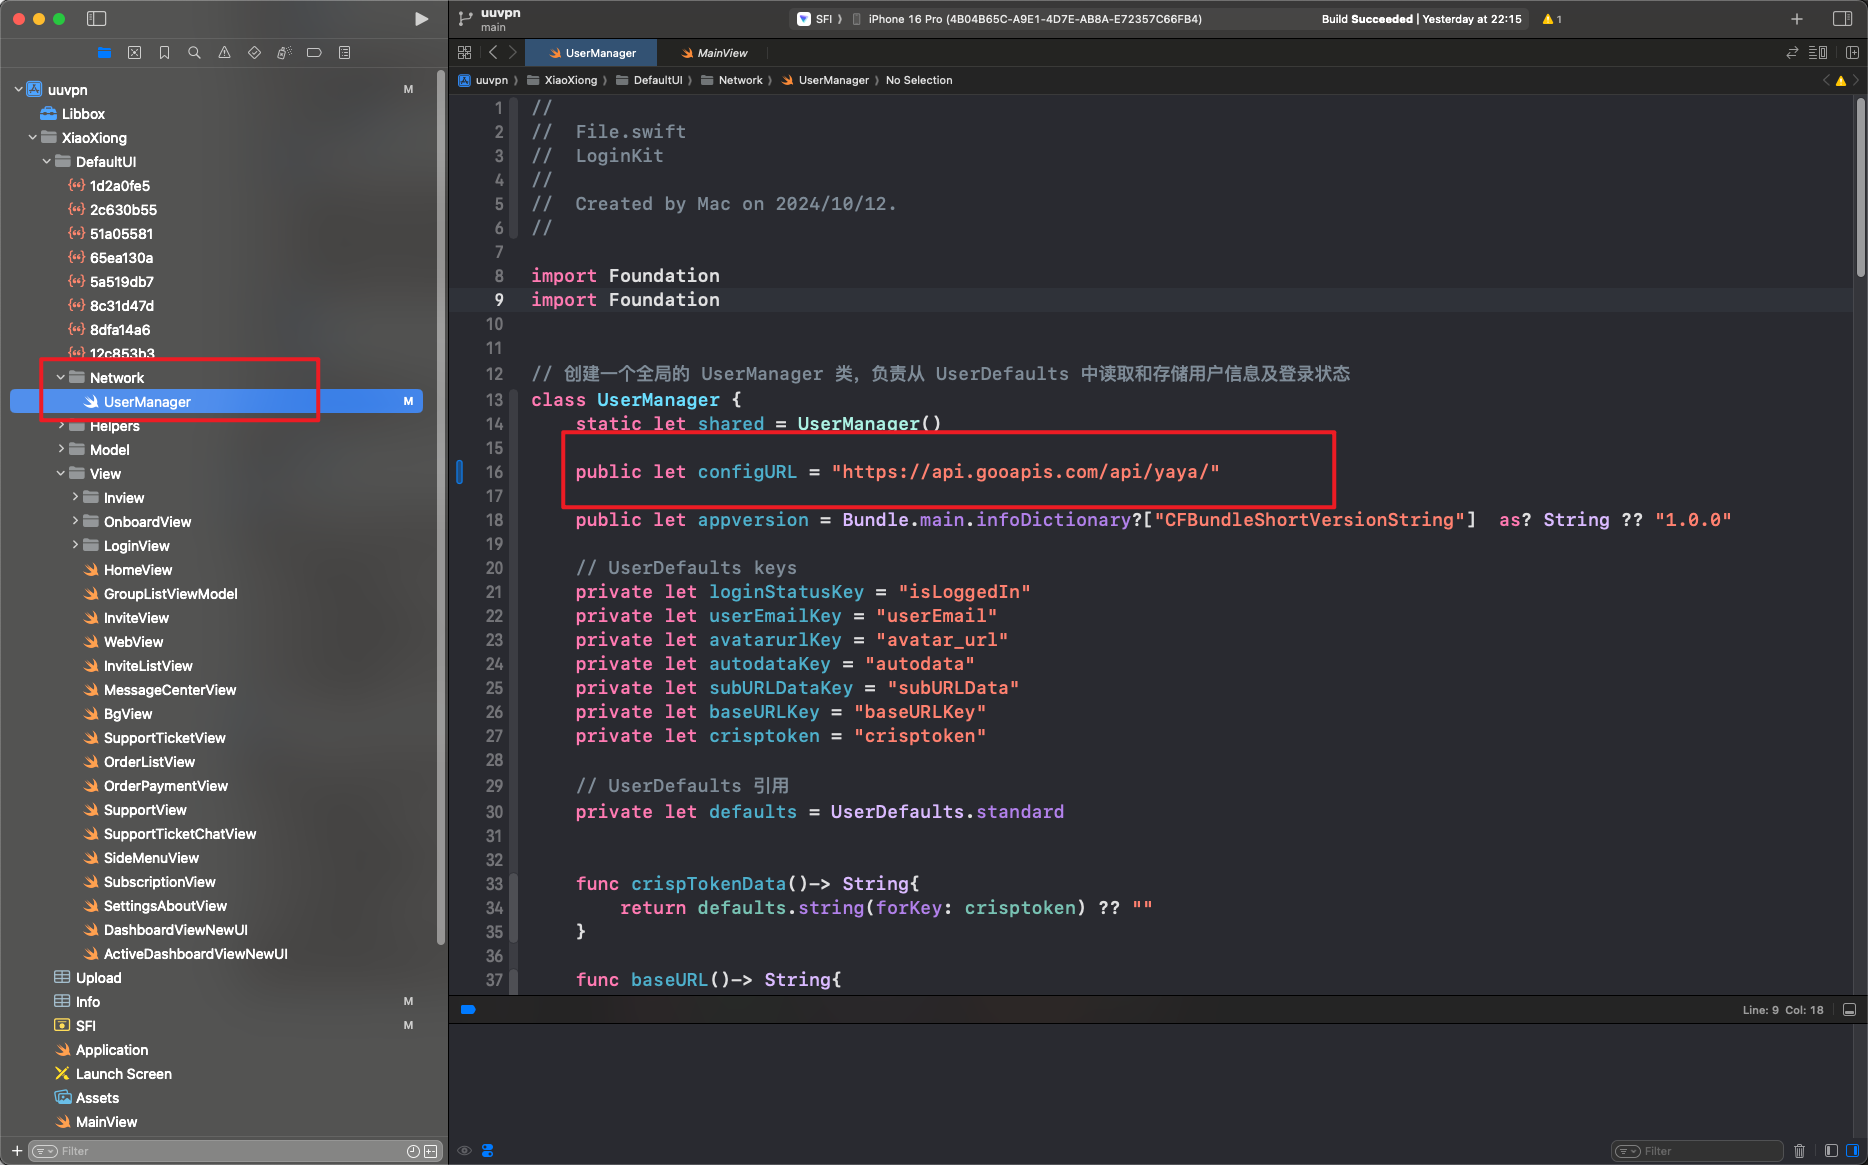 uuvpn
main
SFI
iPhone 16 Pro (4B04B65C-A9E1-4D7E-AB8A-E72357C66FB4)
Build Succeeded | Yesterday at 22:15
1
UserManager
MainView
uuvpn
XiaoXiong
DefaultUI
Network
UserManager
No Selection
uuvpn M
Libbox
XiaoXiong
DefaultUI
1d2a0fe5
2c630b55
51a05581
65ea130a
5a519db7
8c31d47d
8dfa14a6
12c853b3
Network
UserManager M
Helpers
Model
View
Inview
OnboardView
LoginView
HomeView
GroupListViewModel
InviteView
WebView
InviteListView
MessageCenterView
BgView
SupportTicketView
OrderListView
OrderPaymentView
SupportView
SupportTicketChatView
SideMenuView
SubscriptionView
SettingsAboutView
DashboardViewNewUI
ActiveDashboardViewNewUI
Upload
Info M
SFI M
Application
Launch Screen
Assets
MainView
Filter
1 //
2 //  File.swift
3 //  LoginKit
4 //
5 //  Created by Mac on 2024/10/12.
6 //
7
8 import Foundation
9 import Foundation
10
11
12 // 创建一个全局的 UserManager 类，负责从 UserDefaults 中读取和存储用户信息及登录状态
13 class UserManager {
14     static let shared = UserManager()
15
16     public let configURL = "https://api.gooapis.com/api/yaya/"
17
18     public let appversion = Bundle.main.infoDictionary?["CFBundleShortVersionString"]  as? String ?? "1.0.0"
19
20     // UserDefaults keys
21     private let loginStatusKey = "isLoggedIn"
22     private let userEmailKey = "userEmail"
23     private let avatarurlKey = "avatar_url"
24     private let autodataKey = "autodata"
25     private let subURLDataKey = "subURLData"
26     private let baseURLKey = "baseURLKey"
27     private let crisptoken = "crisptoken"
28
29     // UserDefaults 引用
30     private let defaults = UserDefaults.standard
31
32
33     func crispTokenData()-> String{
34         return defaults.string(forKey: crisptoken) ?? ""
35     }
36
37     func baseURL()-> String{
Line: 9  Col: 18
Filter